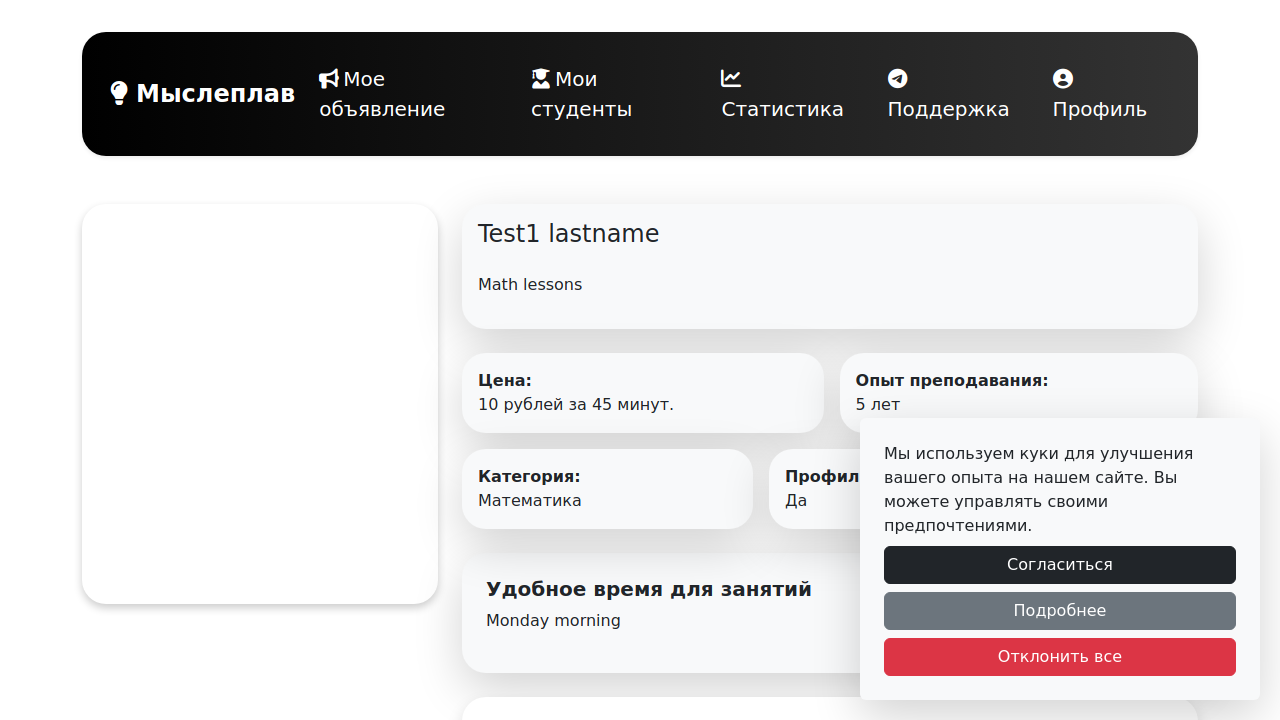 Мыслеплав
Мое
объявление
Мои
студенты
Статистика
Поддержка
Профиль
Test1 lastname
Math lessons
Цена:
10 рублей за 45 минут.
Опыт преподавания:
5 лет
Категория:
Математика
Профил
Да
Удобное время для занятий
Monday morning
Мы используем куки для улучшения
вашего опыта на нашем сайте. Вы
можете управлять своими
предпочтениями.
Согласиться
Подробнее
Отклонить все